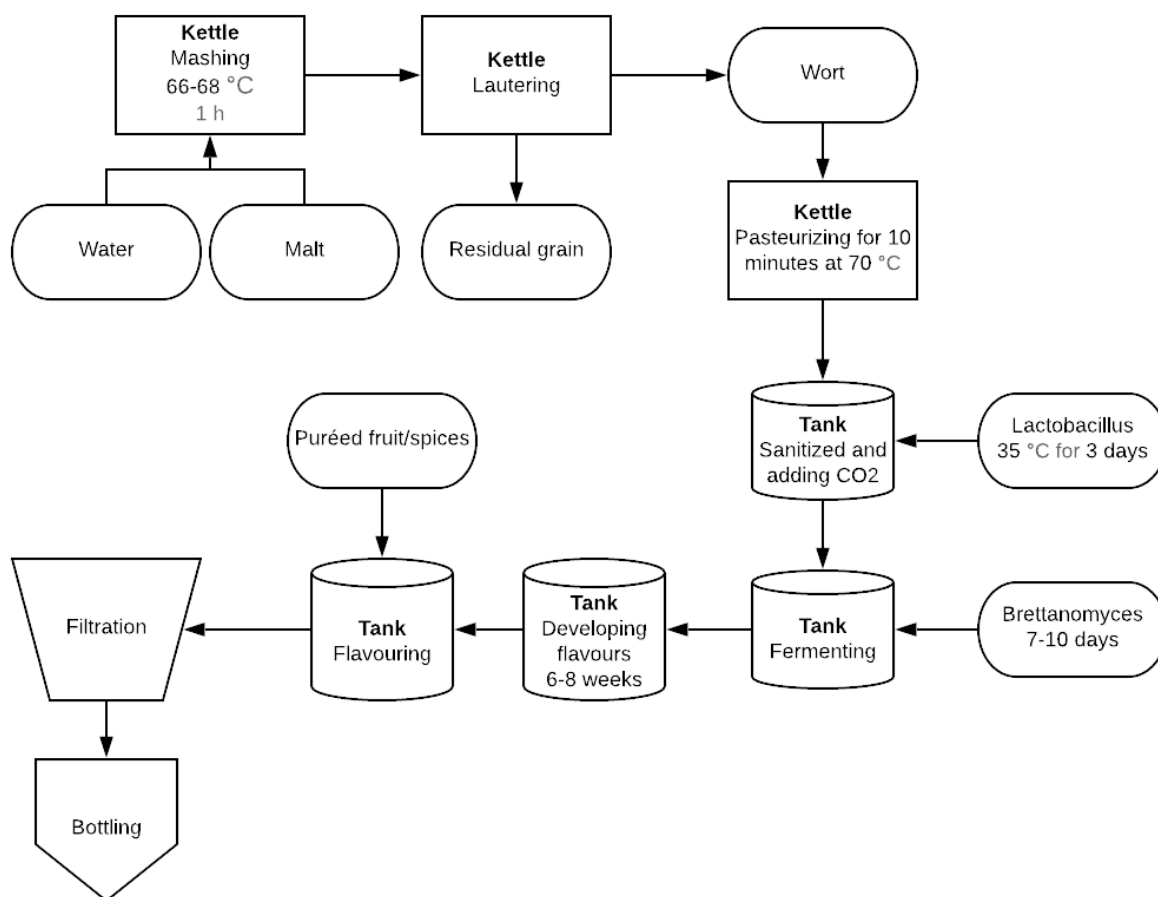 Kettle
Mashing
66-68 °C
1 h
Kettle
Lautering
Wort
Water
Malt
Residual grain
Kettle
Pasteurizing for 10
minutes at 70 °C
Puréed fruit/spices
Tank
Sanitized and
adding CO2
Lactobacillus
35 °C for 3 days
Filtration
Tank
Flavouring
Tank
Developing
flavours
6-8 weeks
Tank
Fermenting
Brettanomyces
7-10 days
Bottling